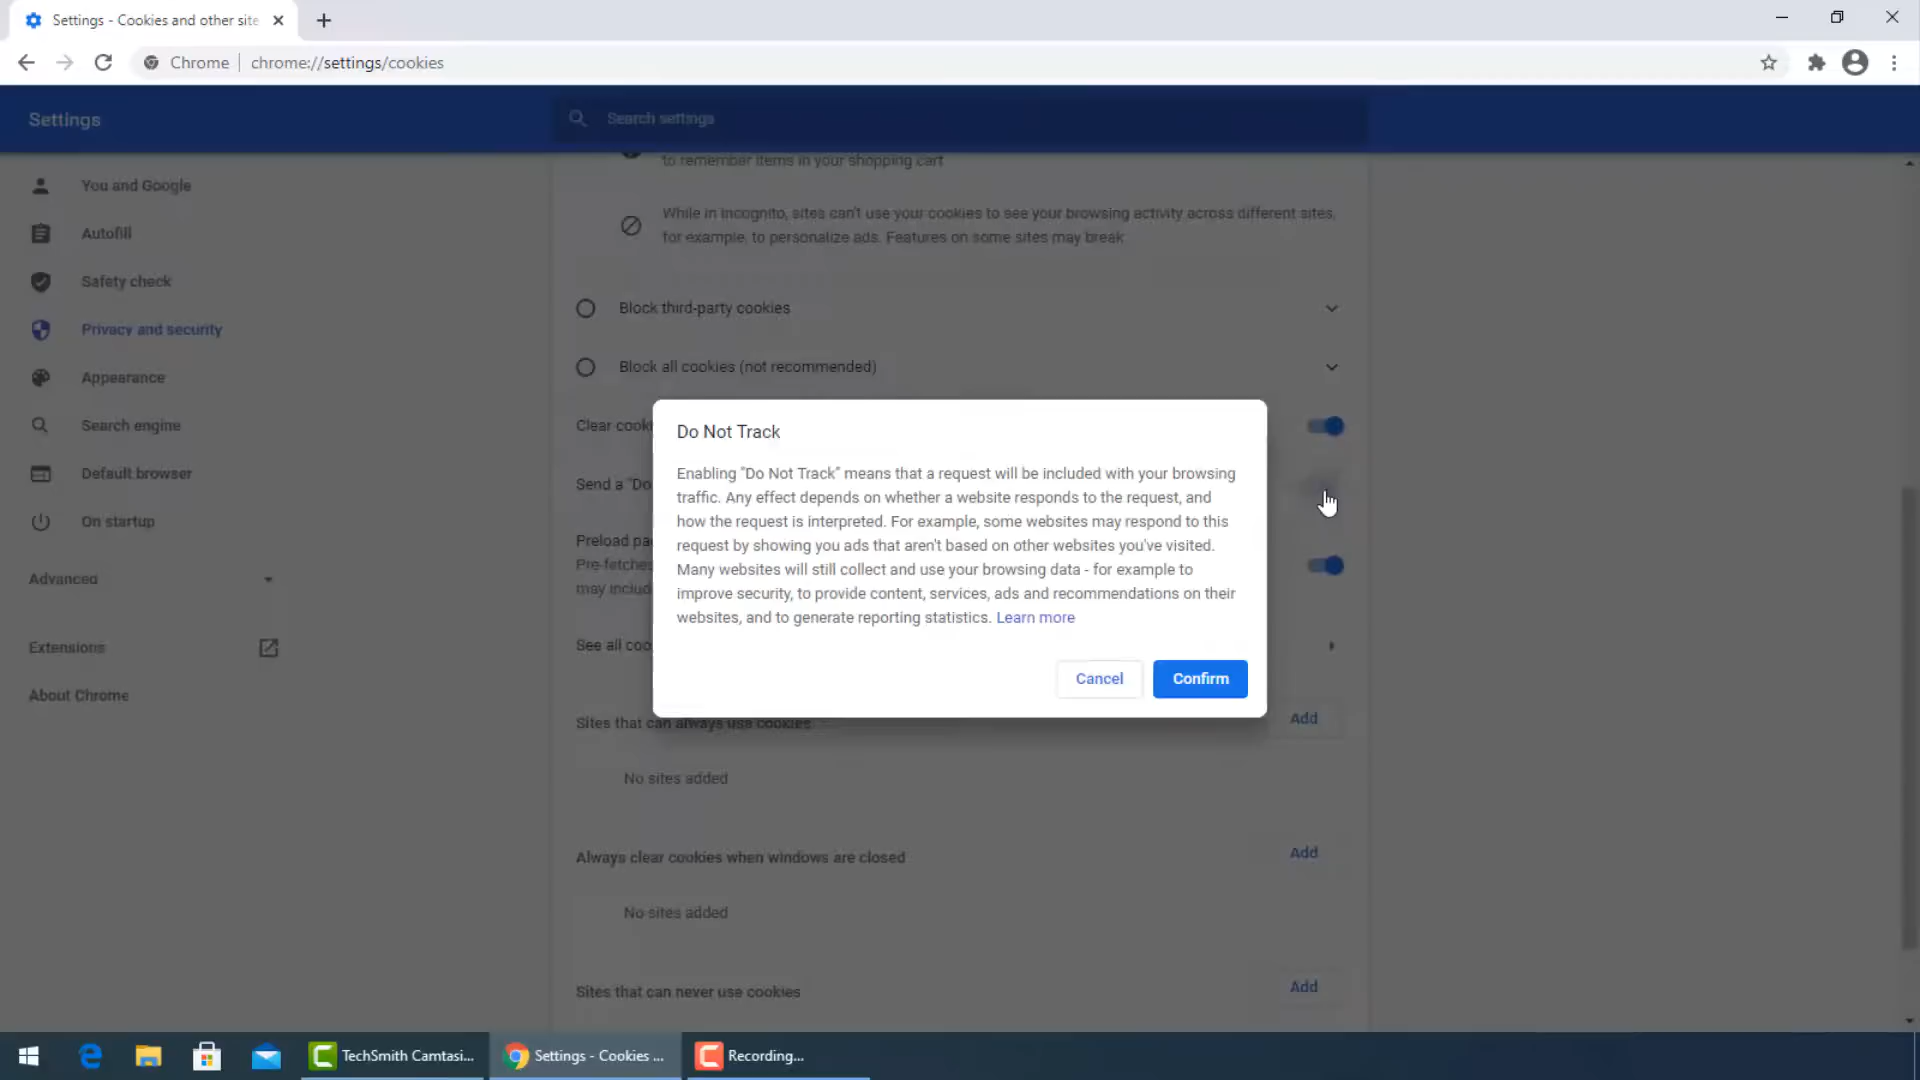 Settings - Cookies and other site
Chrome
chrome://settings/cookies
Settings
Search settings
You and Google
Autofill
Safety check
Privacy and security
Appearance
Search engine
Default browser
On startup
Advanced
Extensions
About Chrome
to remember items in your shopping cart
While in Incognito, sites can't use your cookies to see your browsing activity across different sites,
for example, to personalize ads. Features on some sites may break
Block third-party cookies
Block all cookies (not recommended)
Clear cooki
Send a "Do
Preload pa
Pre-fetches
may includ
See all coo
Do Not Track
Enabling "Do Not Track" means that a request will be included with your browsing
traffic. Any effect depends on whether a website responds to the request, and
how the request is interpreted. For example, some websites may respond to this
request by showing you ads that aren't based on other websites you've visited.
Many websites will still collect and use your browsing data - for example to
improve security, to provide content, services, ads and recommendations on their
websites, and to generate reporting statistics. Learn more
Cancel
Confirm
Sites that can always use cookies
Add
No sites added
Always clear cookies when windows are closed
Add
No sites added
Sites that can never use cookies
Add
TechSmith Camtasi...
Settings - Cookies ...
Recording...